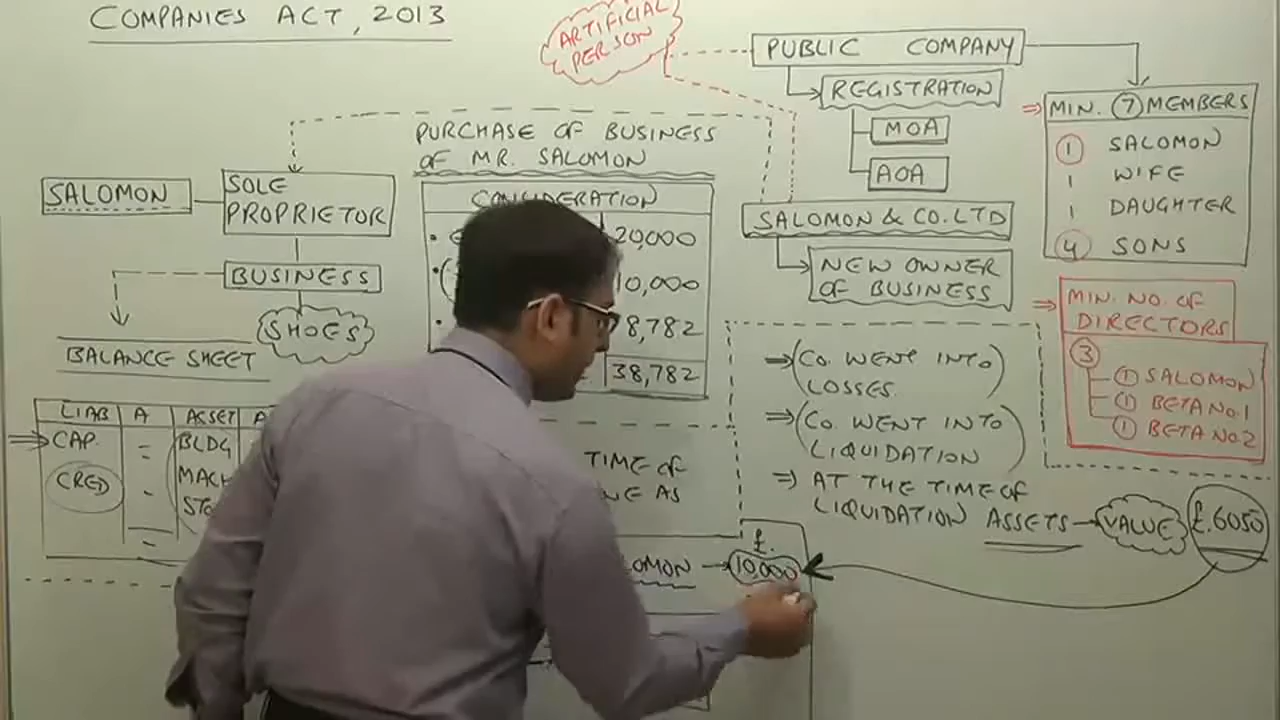 COMPANIES ACT, 2013
ARTIFICIAL
PERSON
PUBLIC COMPANY
REGISTRATION
MOA
AOA
MIN. 7 MEMBERS
1 SALOMON
1 WIFE
1 DAUGHTER
4 SONS
PURCHASE OF BUSINESS
OF MR. SALOMON
CONSIDERATION
20,000
10,000
8,782
38,782
SALOMON
SOLE
PROPRIETOR
BUSINESS
SHOES
BALANCE SHEET
LIAB A ASSET A
CAP. - BLDG
CRED - MACH
SALOMON & CO. LTD
NEW OWNER
OF BUSINESS
MIN. NO. OF
DIRECTORS
3
1 SALOMON
1 BETA NO.1
1 BETA NO.2
⇒ (CO. WENT INTO
LOSSES.
⇒ (CO. WENT INTO
LIQUIDATION)
⇒ AT THE TIME OF
LIQUIDATION ASSETS → VALUE £.6050
TIME OF
AS
£.
→ 10,000